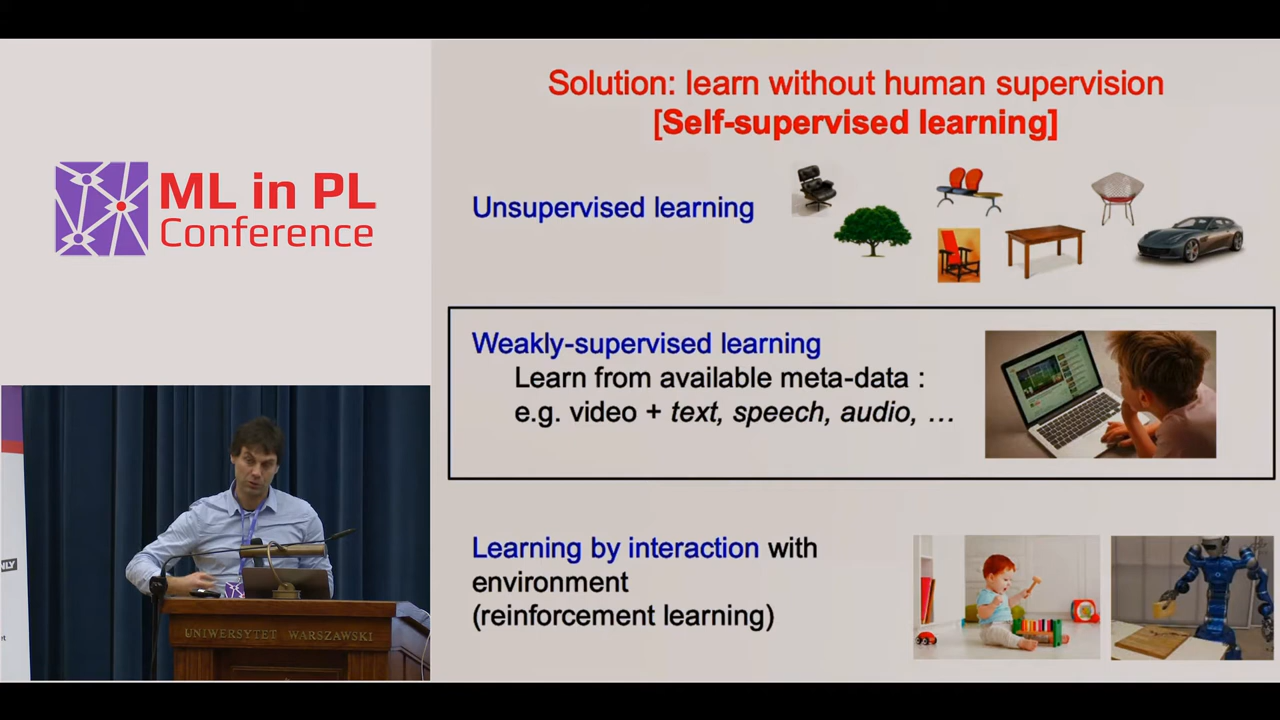 ML in PL
Conference
Solution: learn without human supervision
[Self-supervised learning]
Unsupervised learning
Weakly-supervised learning
Learn from available meta-data :
e.g. video + text, speech, audio, …
Learning by interaction with
environment
(reinforcement learning)
NLY
UNIWERSYTET WARSZAWSKI